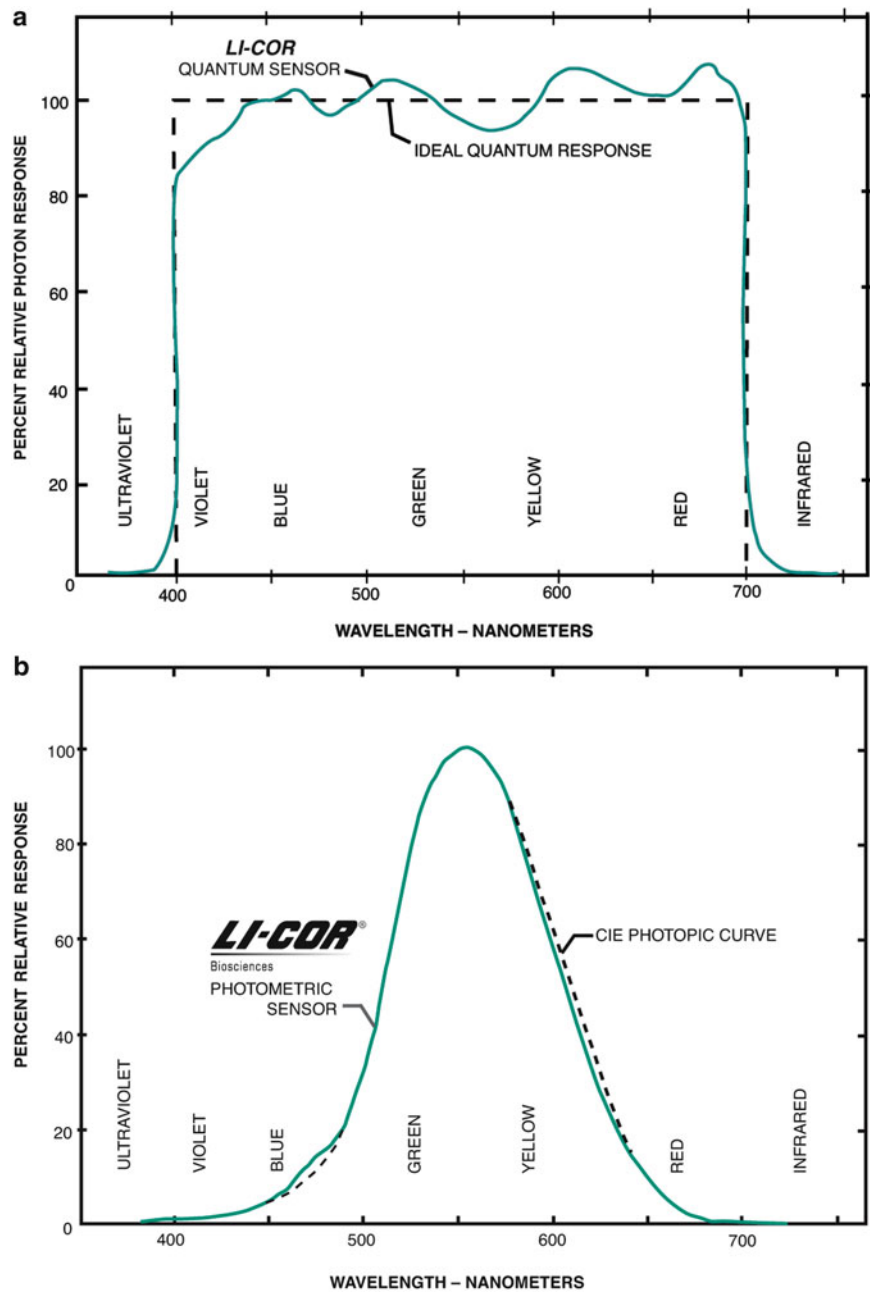 a
LI-COR
QUANTUM SENSOR
IDEAL QUANTUM RESPONSE
PERCENT RELATIVE PHOTON RESPONSE
100
80
60
40
20
0
ULTRAVIOLET
VIOLET
BLUE
GREEN
YELLOW
RED
INFRARED
400
500
600
700
WAVELENGTH – NANOMETERS
b
PERCENT RELATIVE RESPONSE
100
80
60
40
20
0
LI-COR®
Biosciences
PHOTOMETRIC
SENSOR
CIE PHOTOPIC CURVE
ULTRAVIOLET
VIOLET
BLUE
GREEN
YELLOW
RED
INFRARED
400
500
600
700
WAVELENGTH – NANOMETERS